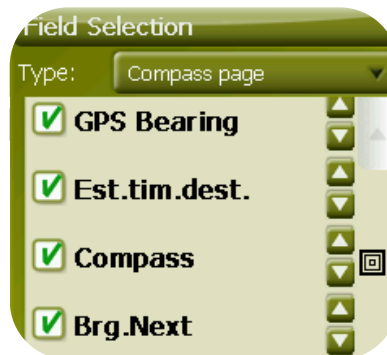 Field Selection
Type: Compass page
GPS Bearing
Est.tim.dest.
Compass
Brg.Next